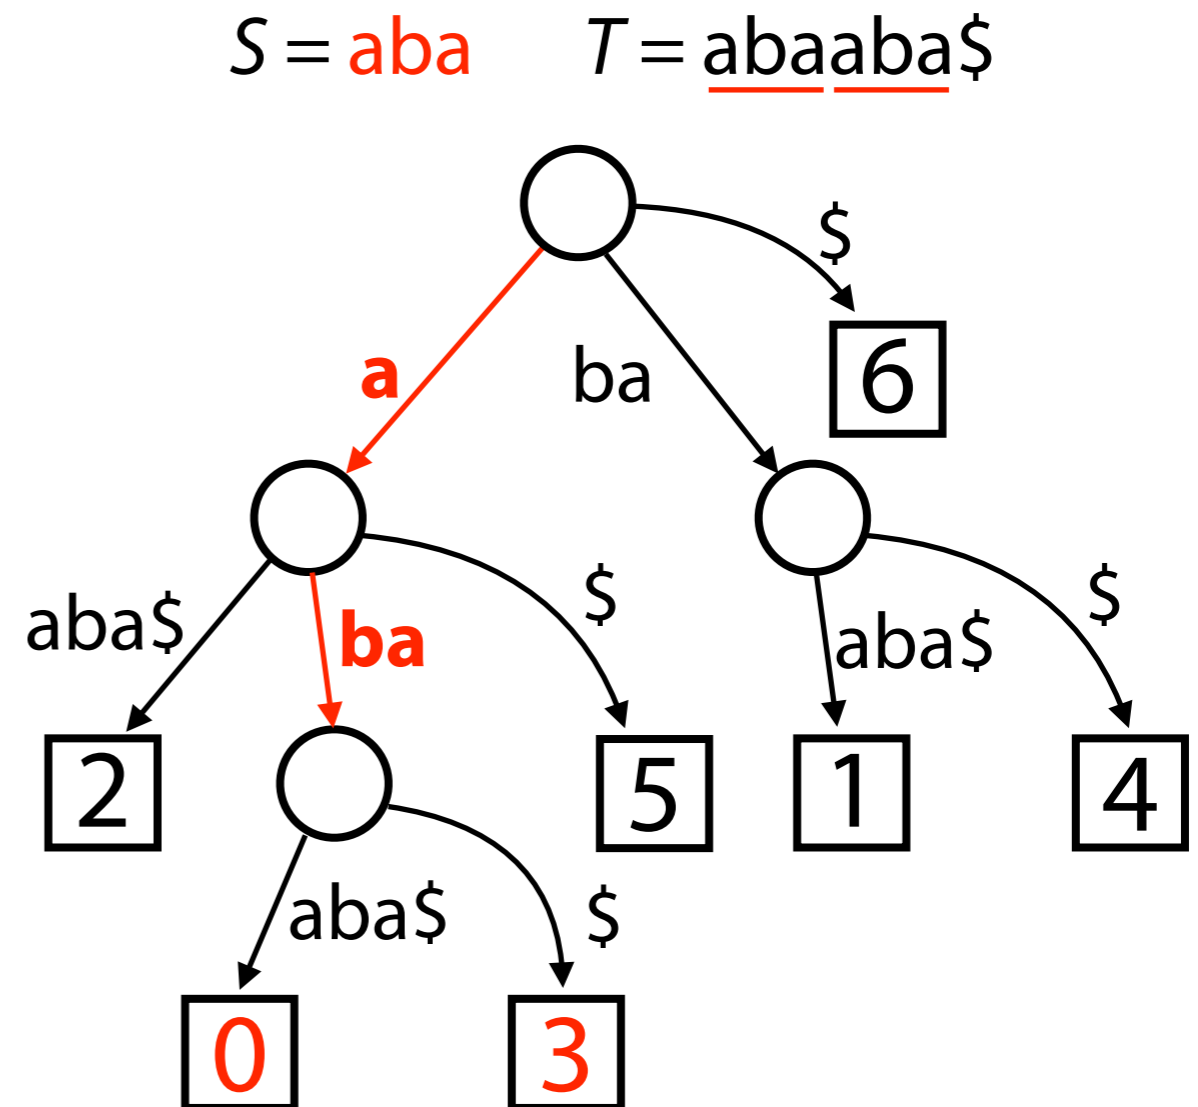 S = aba T = abaaba$
$
6
a ba
aba$ ba $ aba$ $
2 5 1 4
aba$ $
0 3